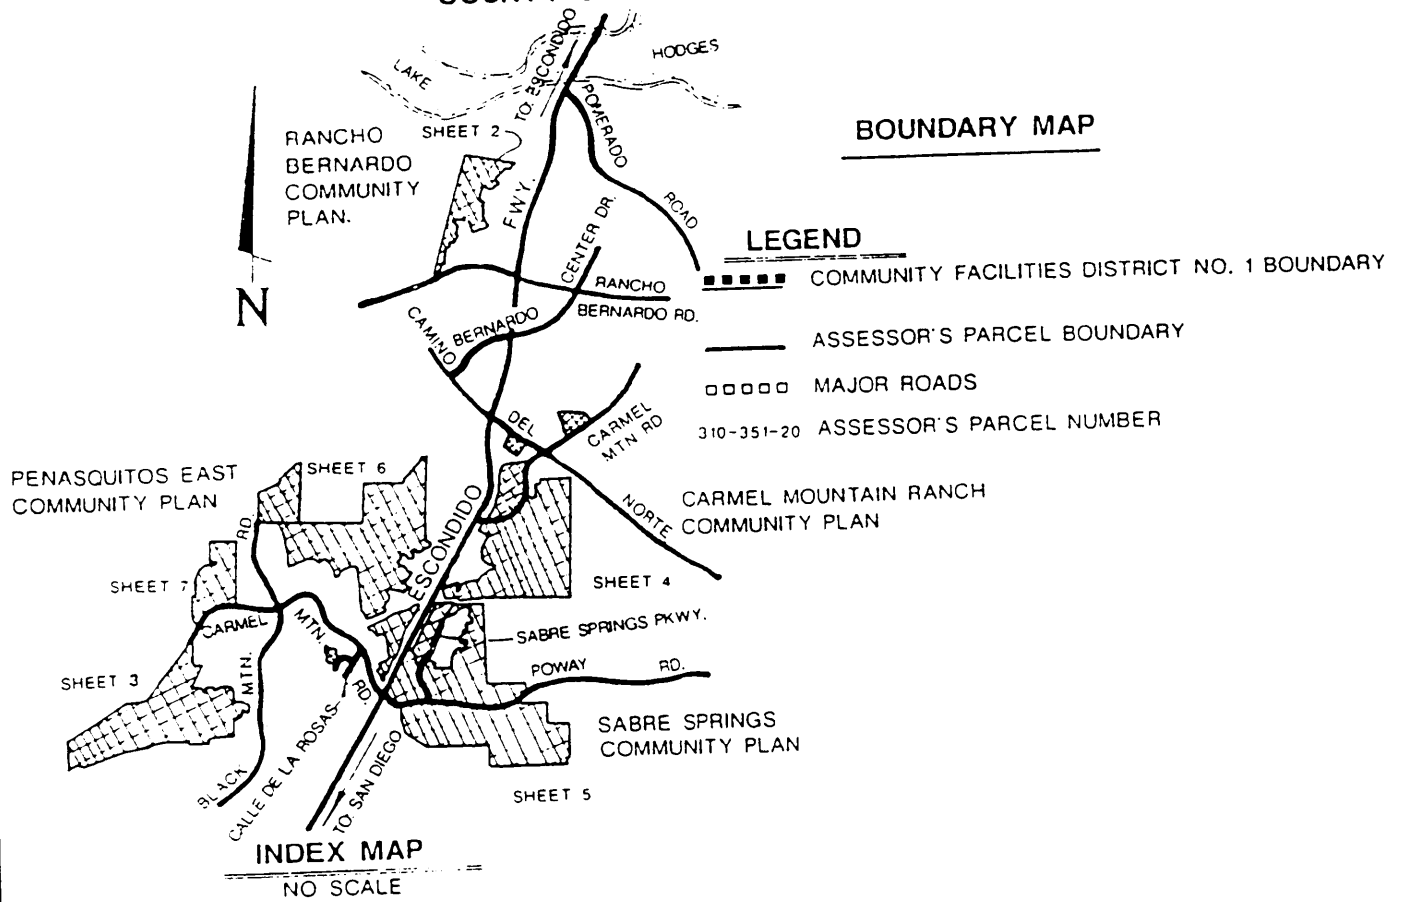 LAKE
HODGES
TO: ESCONDIDO
POMERADO
ROAD
BOUNDARY MAP
RANCHO
BERNARDO
COMMUNITY
PLAN.
SHEET 2
FWY.
CENTER DR.
N
LEGEND
COMMUNITY FACILITIES DISTRICT NO. 1 BOUNDARY
RANCHO
BERNARDO RD.
CAMINO
BERNARDO
ASSESSOR'S PARCEL BOUNDARY
MAJOR ROADS
310-351-20 ASSESSOR'S PARCEL NUMBER
DEL
CARMEL
MTN RD
PENASQUITOS EAST
COMMUNITY PLAN
SHEET 6
NORTE
CARMEL MOUNTAIN RANCH
COMMUNITY PLAN
RD.
ESCONDIDO
SHEET 7
SHEET 4
CARMEL
MTN.
SABRE SPRINGS PKWY.
SHEET 3
MTN.
RD.
POWAY
RD.
SABRE SPRINGS
COMMUNITY PLAN
BLACK
CALLE DE LA ROSAS
TO: SAN DIEGO
SHEET 5
INDEX MAP
NO SCALE